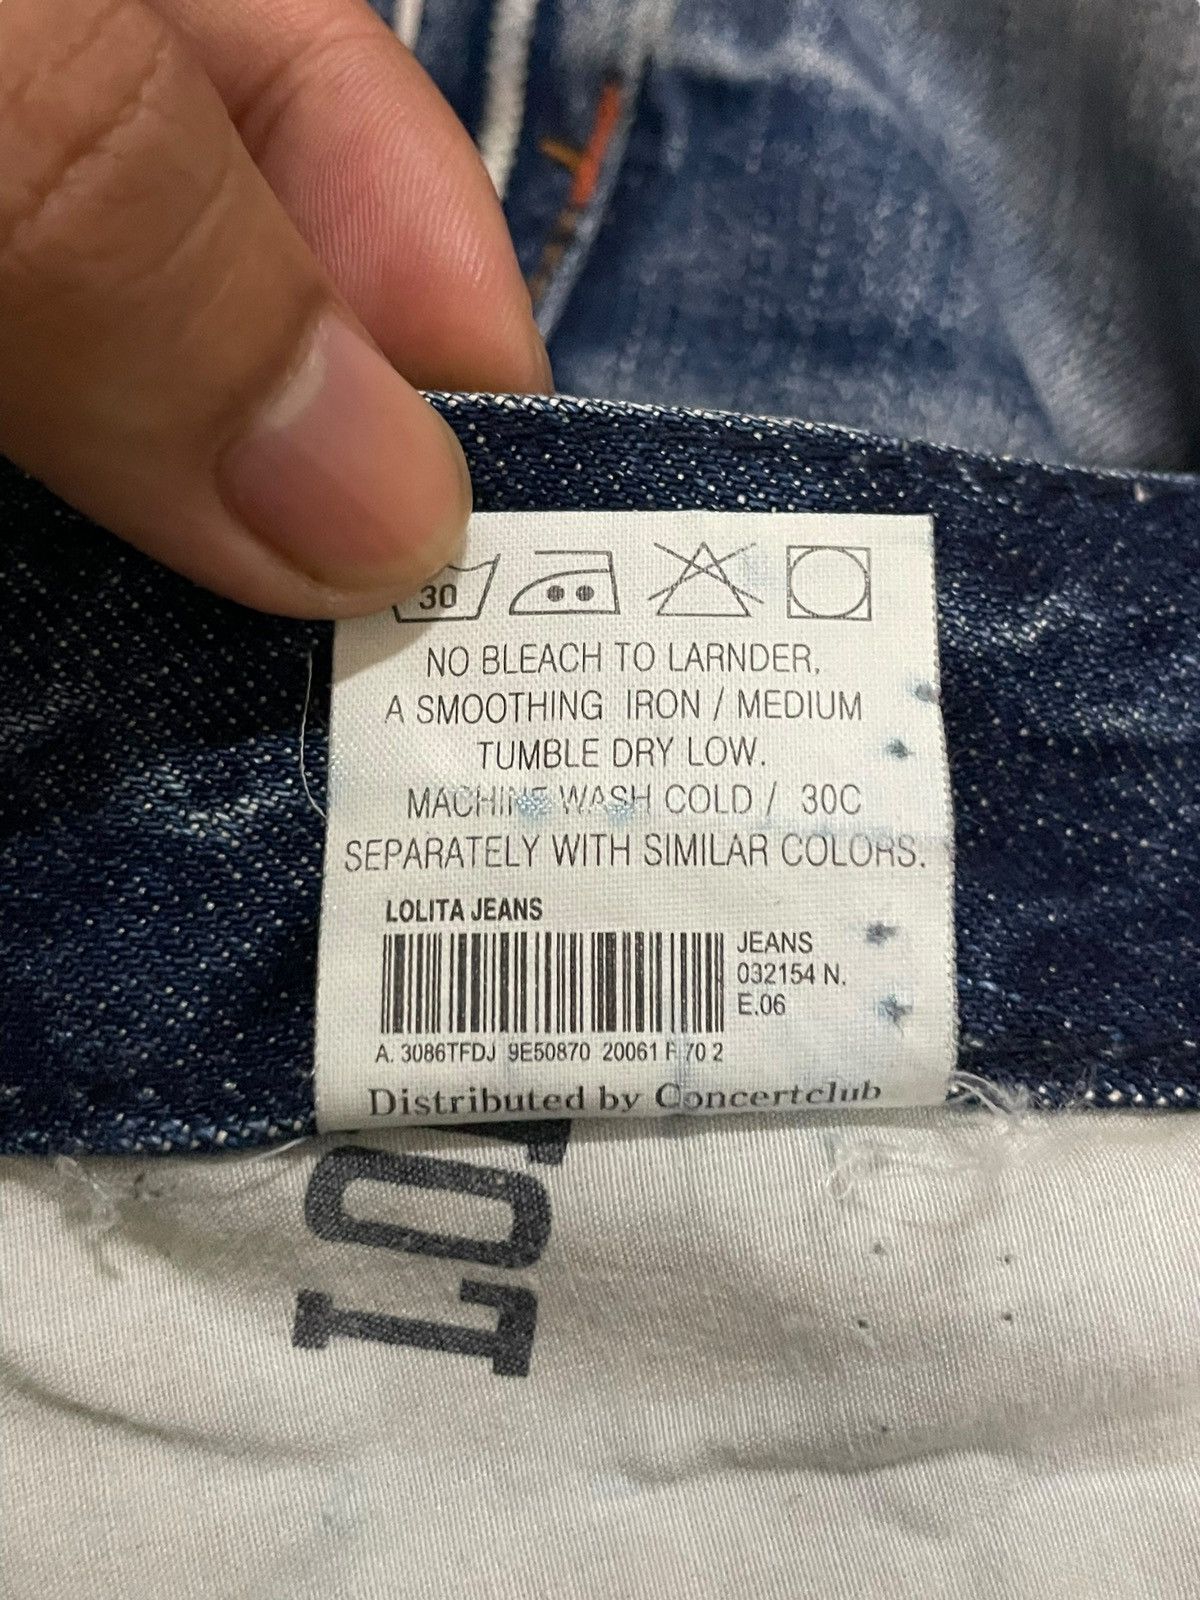 30
NO BLEACH TO LARNDER,
A SMOOTHING IRON / MEDIUM
TUMBLE DRY LOW.
MACHINE WASH COLD / 30C
SEPARATELY WITH SIMILAR COLORS.
LOLITA JEANS
JEANS
032154 N.
E.06
A. 3086TFDJ 9E50870 20061 F 70 2
Distributed by Concertclub
LO